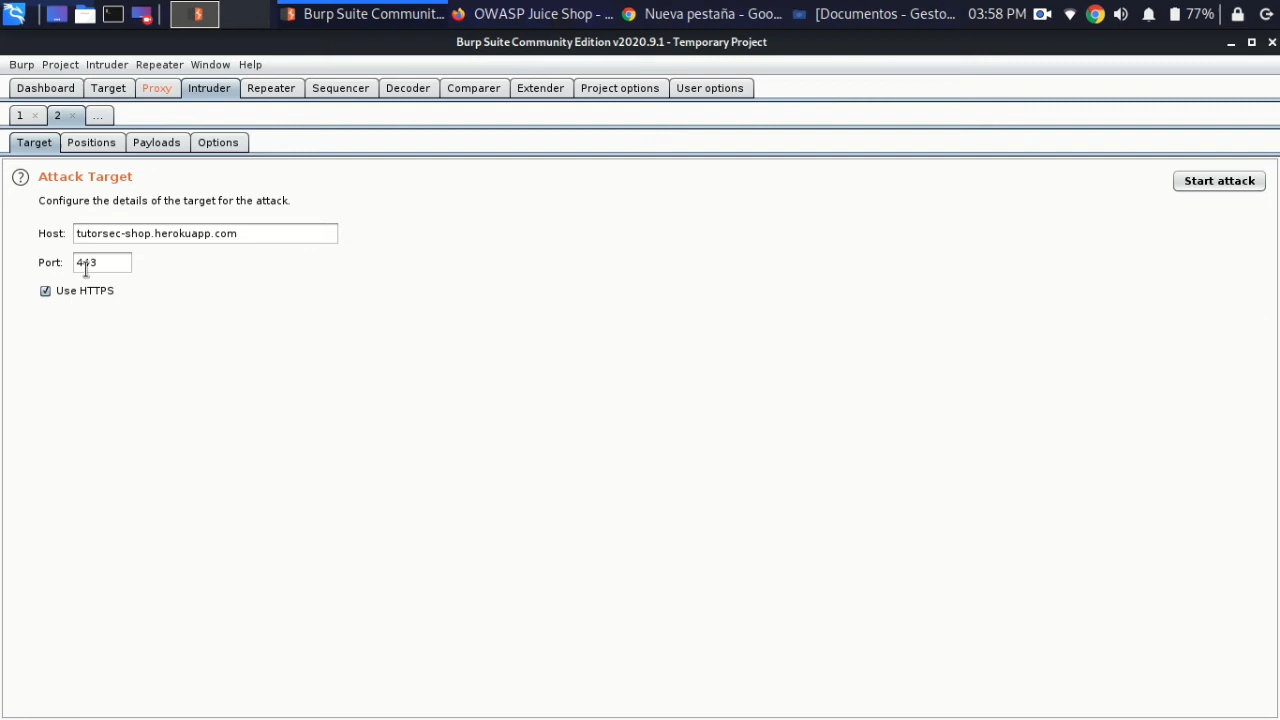 Burp Suite Communit... OWASP Juice Shop - ... Nueva pestaña - Goo... [Documentos - Gesto... 03:58 PM 77%
Burp Suite Community Edition v2020.9.1 - Temporary Project
Burp Project Intruder Repeater Window Help
Dashboard Target Proxy Intruder Repeater Sequencer Decoder Comparer Extender Project options User options
1 × 2 × ...
Target Positions Payloads Options
? Attack Target Start attack
Configure the details of the target for the attack.
Host: tutorsec-shop.herokuapp.com
Port: 443
Use HTTPS